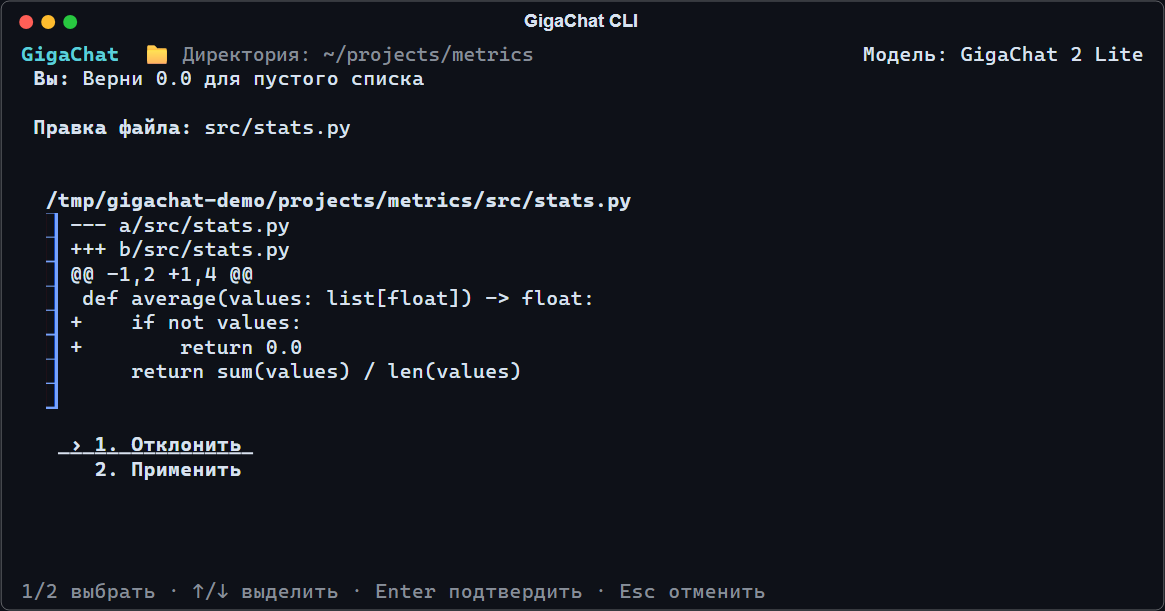 GigaChat CLI
GigaChat Директория: ~/projects/metrics Модель: GigaChat 2 Lite
Вы: Верни 0.0 для пустого списка
Правка файла: src/stats.py
/tmp/gigachat-demo/projects/metrics/src/stats.py
--- a/src/stats.py
+++ b/src/stats.py
@@ -1,2 +1,4 @@
 def average(values: list[float]) -> float:
+    if not values:
+        return 0.0
     return sum(values) / len(values)
› 1. Отклонить
2. Применить
1/2 выбрать · ↑/↓ выделить · Enter подтвердить · Esc отменить